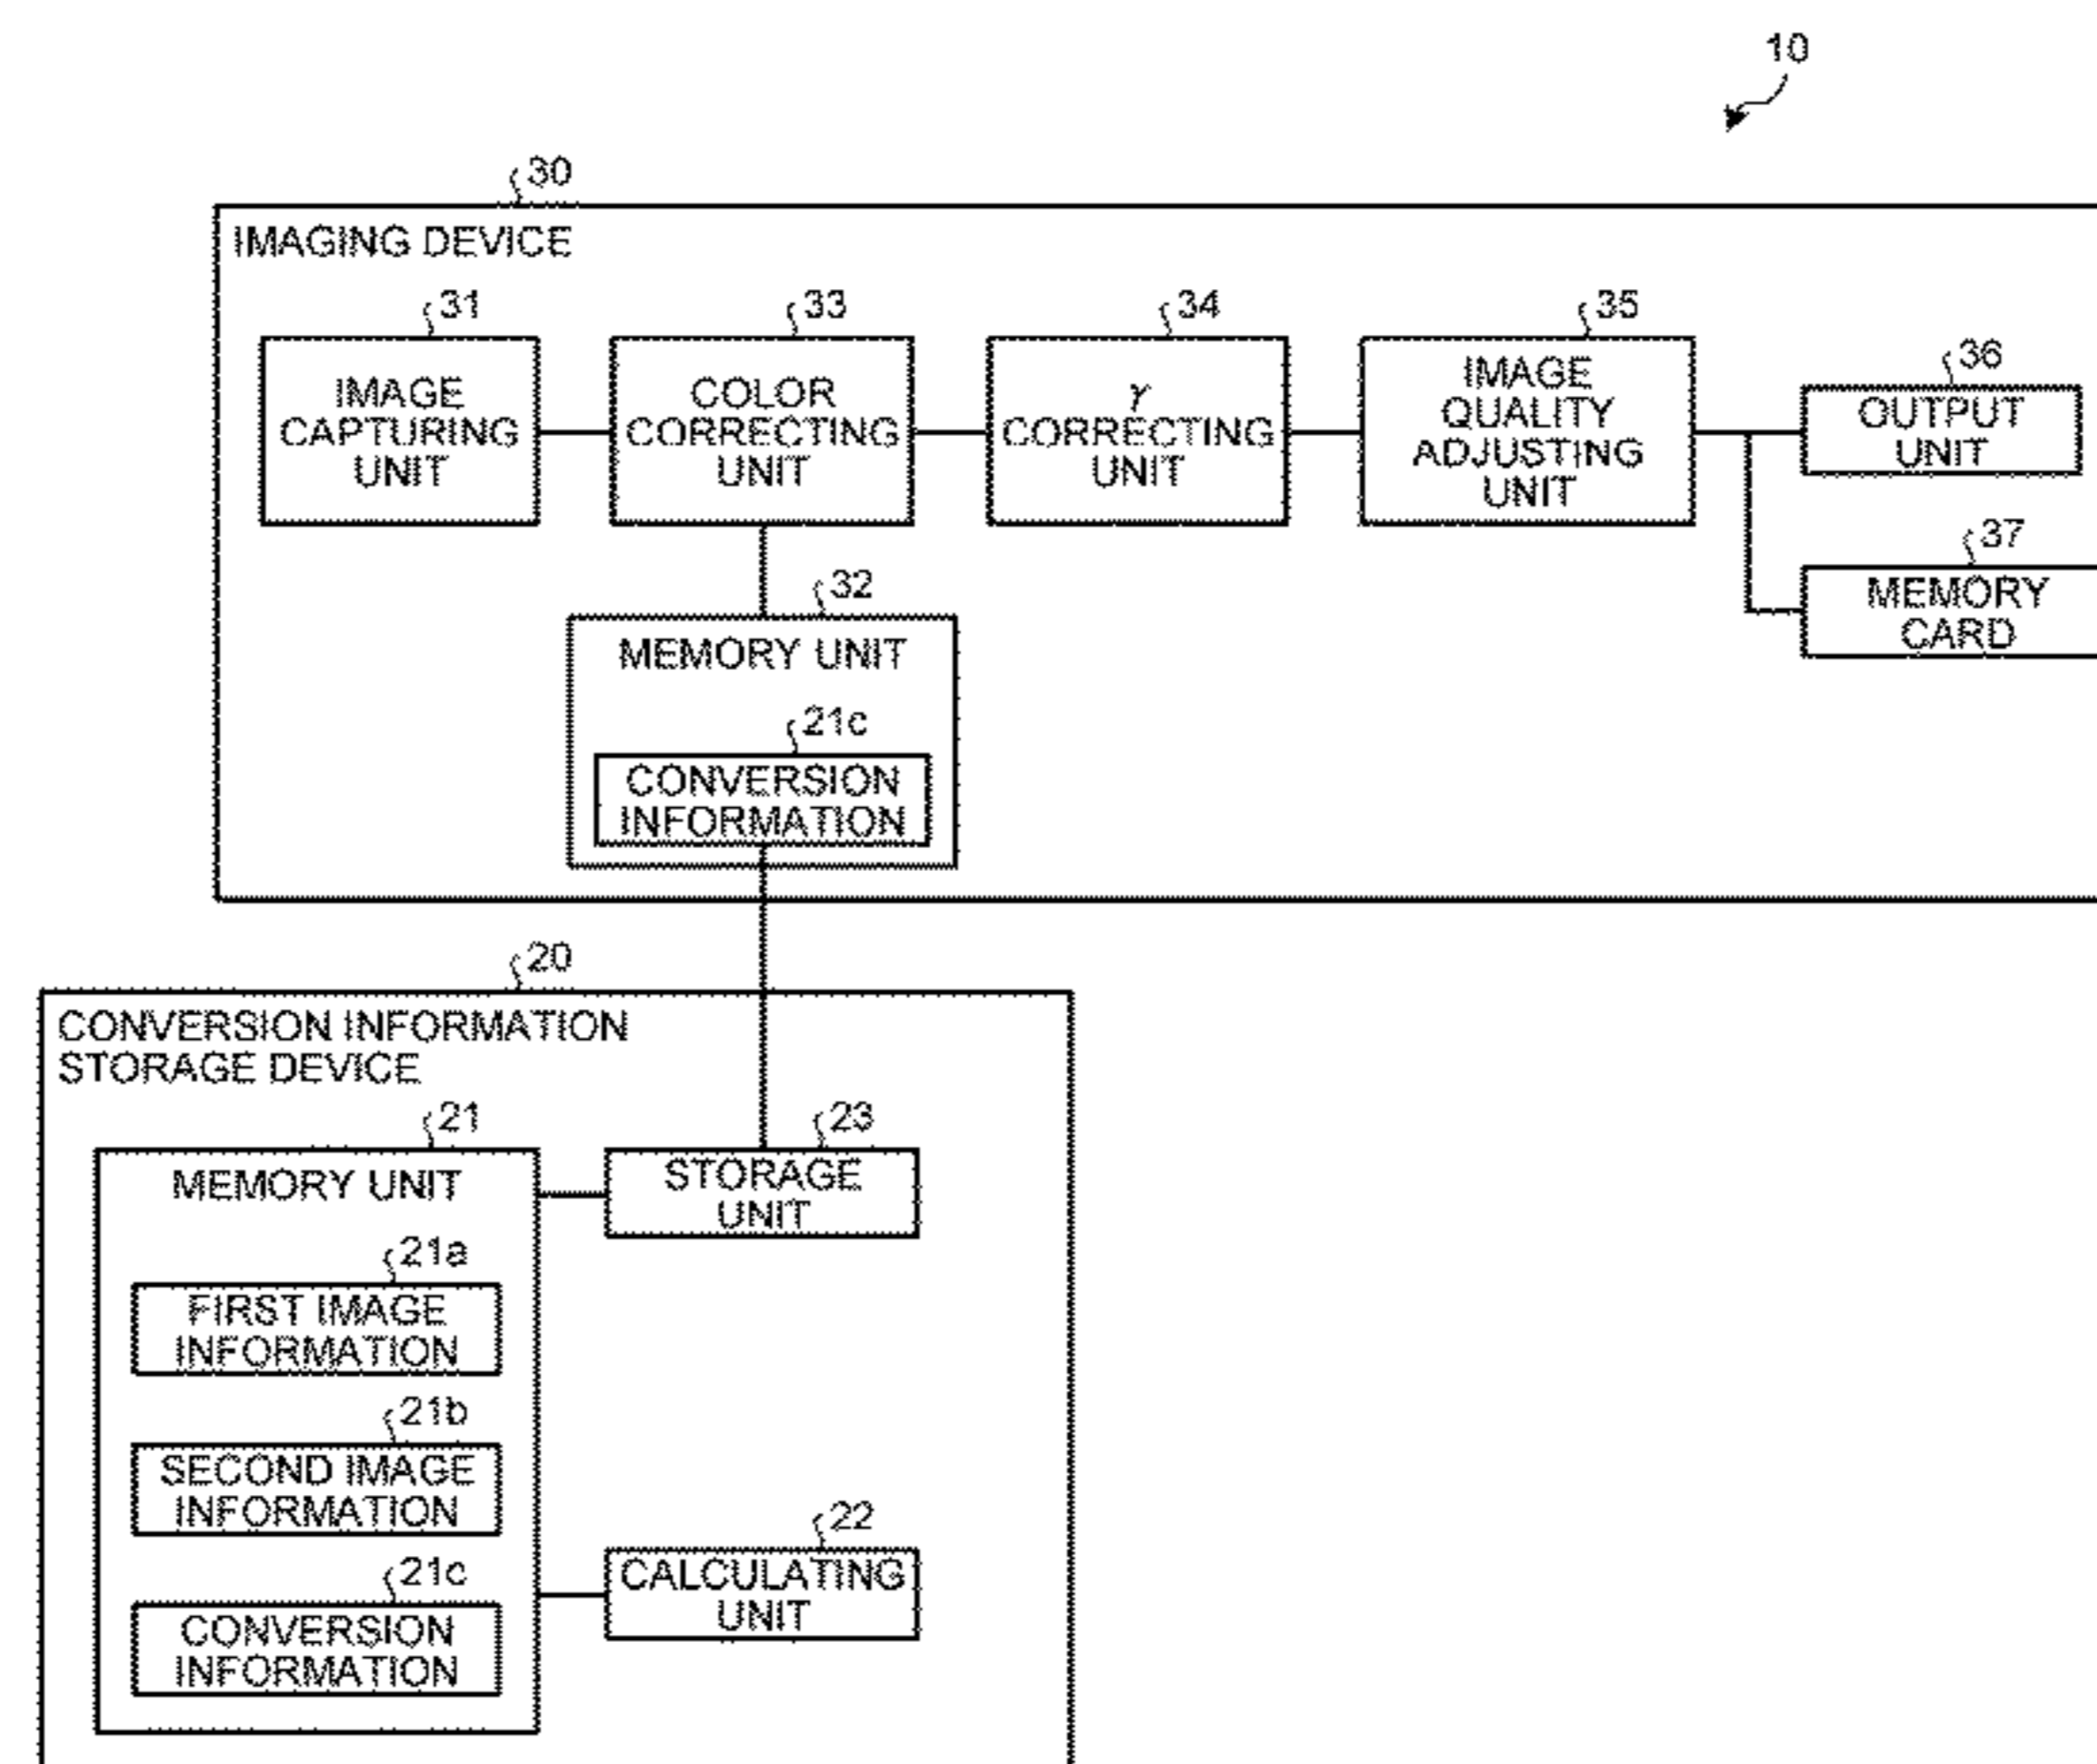 10
30
IMAGING DEVICE
31
IMAGE
CAPTURING
UNIT
33
COLOR
CORRECTING
UNIT
34
γ
CORRECTING
UNIT
35
IMAGE
QUALITY
ADJUSTING
UNIT
36
OUTPUT
UNIT
37
MEMORY
CARD
32
MEMORY UNIT
21c
CONVERSION
INFORMATION
20
CONVERSION INFORMATION
STORAGE DEVICE
21
MEMORY UNIT
23
STORAGE
UNIT
21a
FIRST IMAGE
INFORMATION
21b
SECOND IMAGE
INFORMATION
22
CALCULATING
UNIT
21c
CONVERSION
INFORMATION